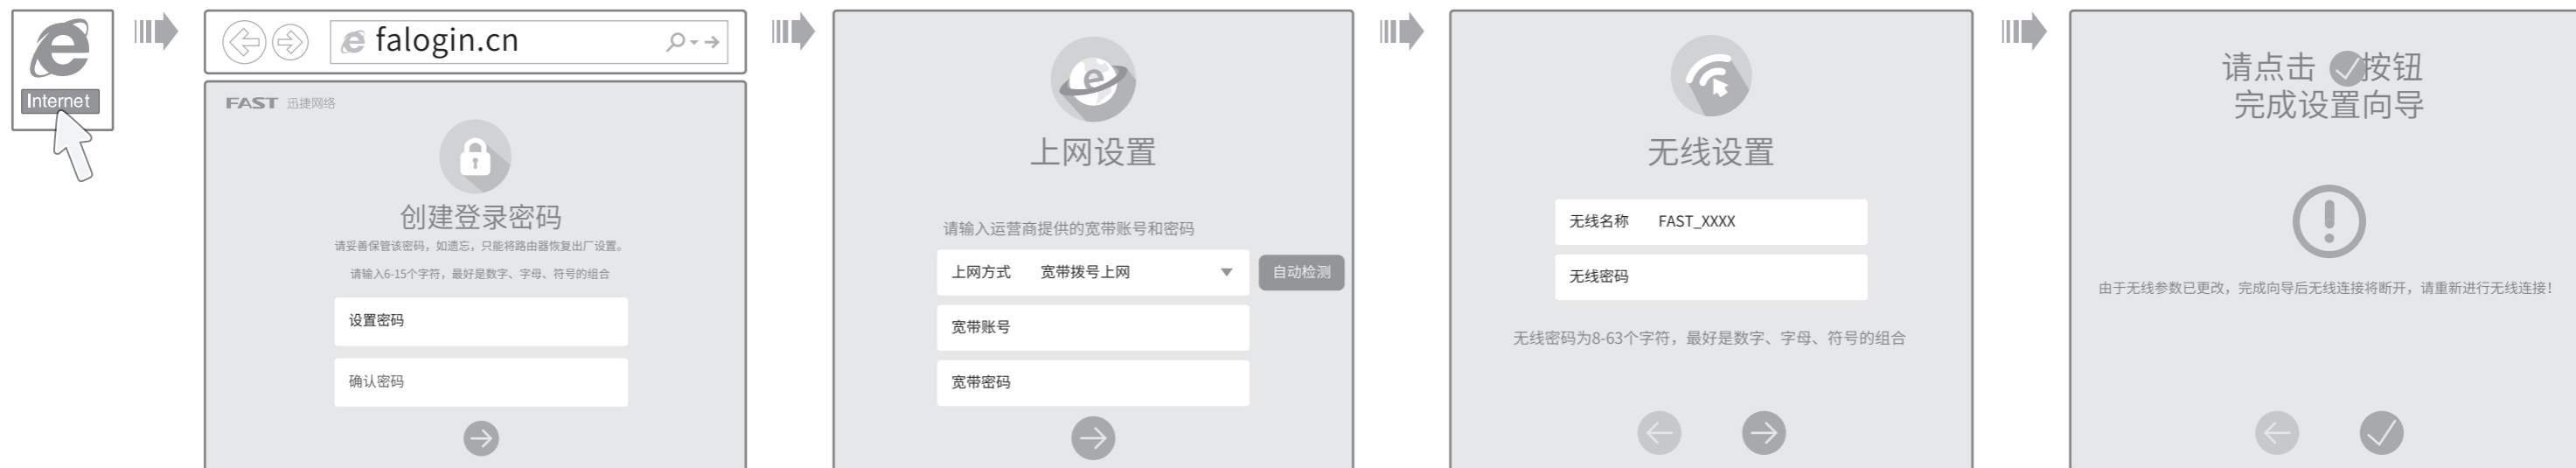 Internet
falogin.cn
FAST 迅捷网络
创建登录密码
请妥善保管该密码，如遗忘，只能将路由器恢复出厂设置。
请输入6-15个字符，最好是数字、字母、符号的组合
设置密码
确认密码
上网设置
请输入运营商提供的宽带账号和密码
上网方式 宽带拨号上网
自动检测
宽带账号
宽带密码
无线设置
无线名称 FAST_XXXX
无线密码
无线密码为8-63个字符，最好是数字、字母、符号的组合
请点击 按钮
完成设置向导
由于无线参数已更改，完成向导后无线连接将断开，请重新进行无线连接！